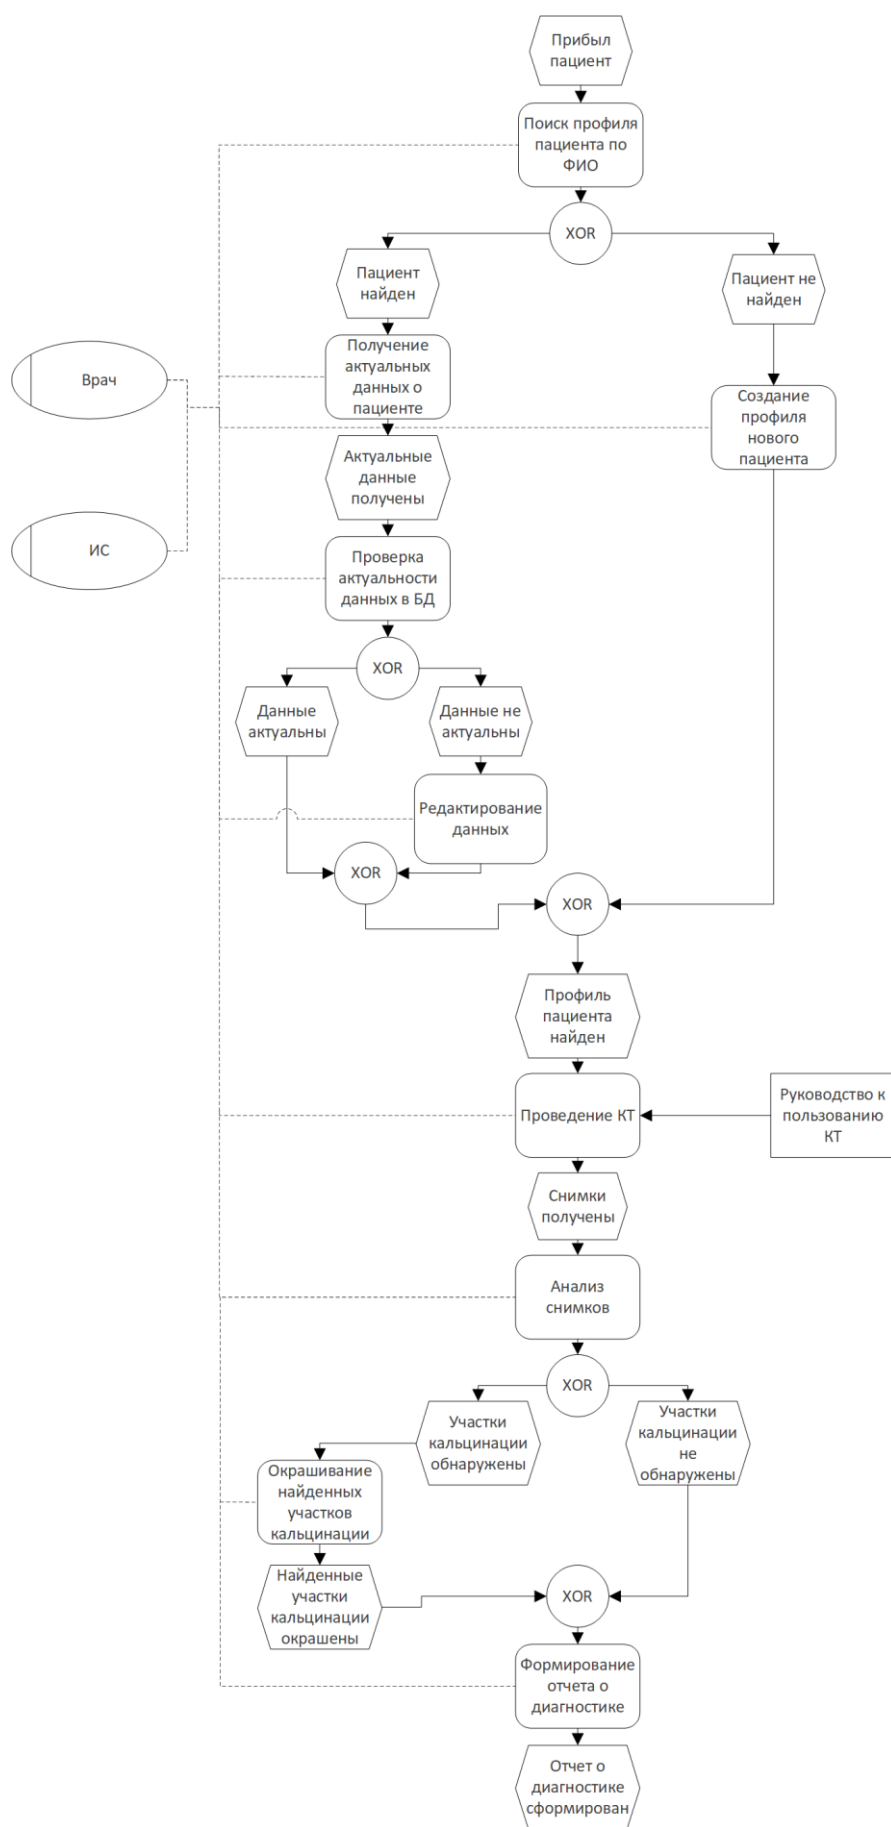 Прибыл
пациент
Поиск профиля
пациента по
ФИО
XOR
Пациент
найден
Пациент не
найден
Получение
актуальных
данных о
пациенте
Врач
Создание
профиля
нового
пациента
Актуальные
данные
получены
ИС
Проверка
актуальности
данных в БД
XOR
Данные
актуальны
Данные не
актуальны
Редактирование
данных
XOR
XOR
Профиль
пациента
найден
Проведение КТ
Руководство к
пользованию
КТ
Снимки
получены
Анализ
снимков
XOR
Участки
кальцинации
обнаружены
Участки
кальцинации
не
обнаружены
Окрашивание
найденных
участков
кальцинации
Найденные
участки
кальцинации
окрашены
XOR
Формирование
отчета о
диагностике
Отчет о
диагностике
сформирован